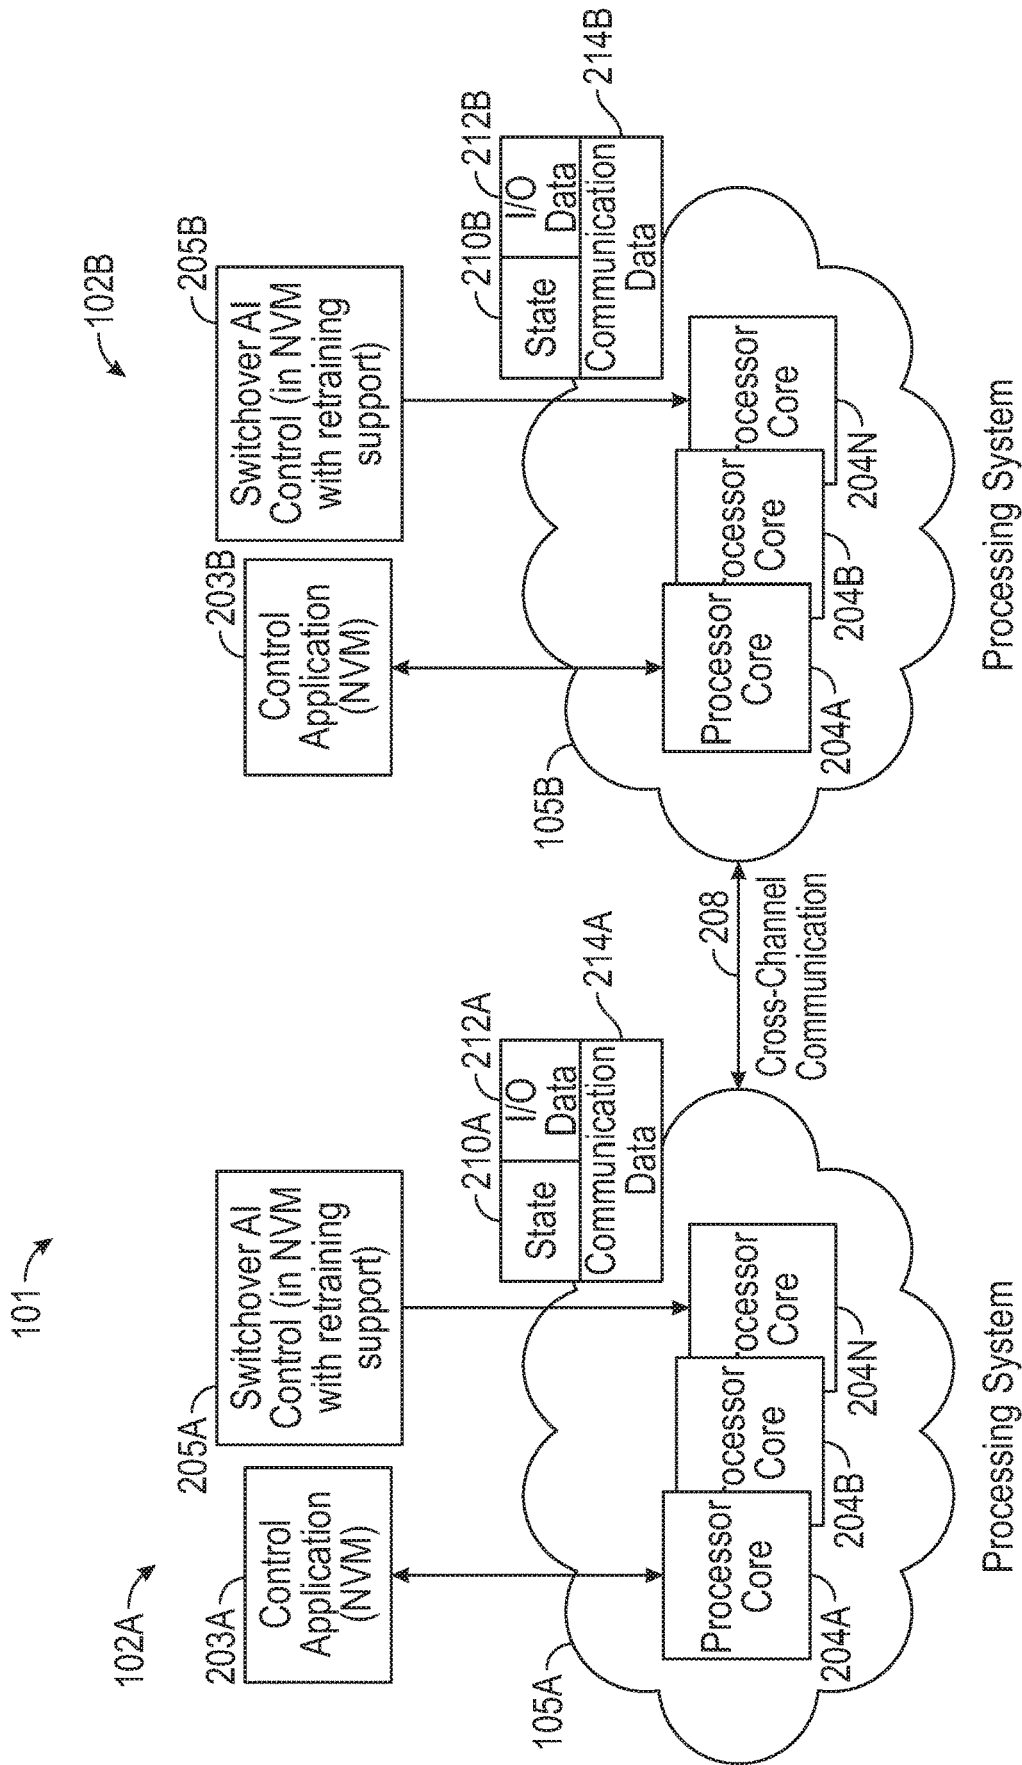 101
102A
203A
Control
Application
(NVM)
205A
Switchover AI
Control (in NVM
with retraining
support)
210A
212A
State
I/O
Data
Communication
Data
214A
105A
Processor
Core
rocessor
Core
rocessor
Core
204A
204B
204N
Processing System
208
Cross-Channel
Communication
102B
203B
Control
Application
(NVM)
205B
Switchover AI
Control (in NVM
with retraining
support)
210B
212B
State
I/O
Data
Communication
Data
214B
105B
Processor
Core
rocessor
Core
rocessor
Core
204A
204B
204N
Processing System